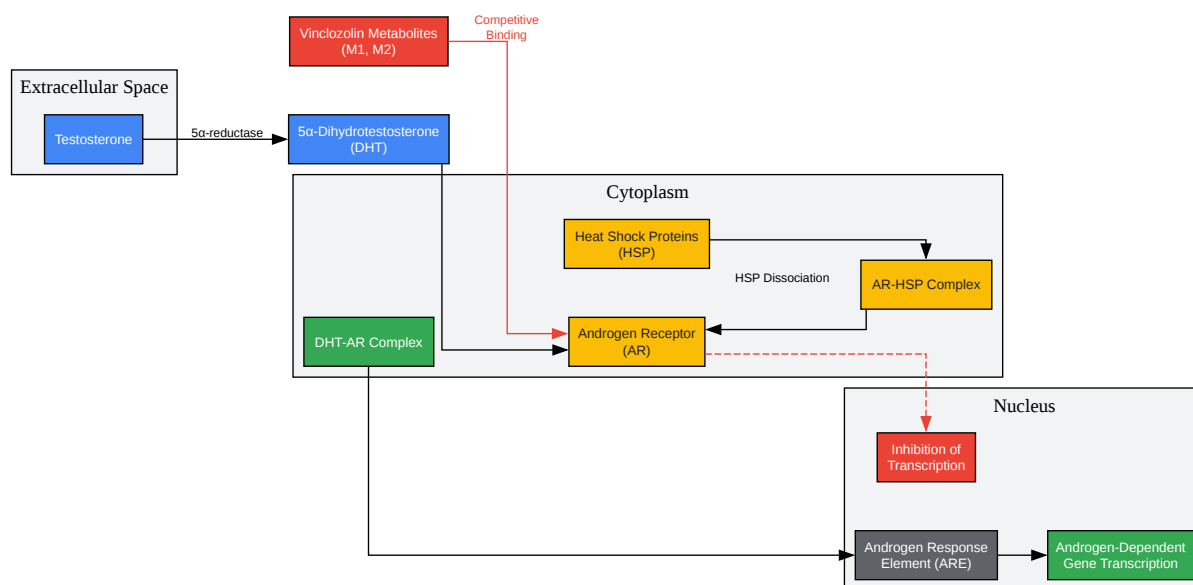 Vinclozolin Metabolites
(M1, M2)
Competitive
Binding
Extracellular Space
Testosterone
5α-reductase
5α-Dihydrotestosterone
(DHT)
Cytoplasm
Heat Shock Proteins
(HSP)
HSP Dissociation
AR-HSP Complex
DHT-AR Complex
Androgen Receptor
(AR)
Nucleus
Inhibition of
Transcription
Androgen Response
Element (ARE)
Androgen-Dependent
Gene Transcription